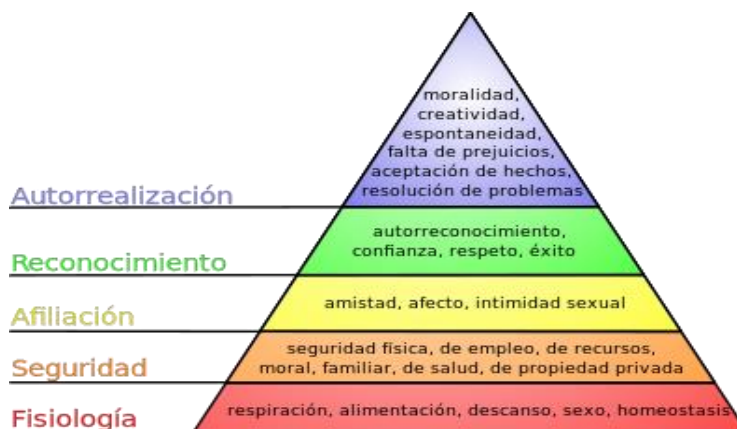 moralidad,
creatividad,
espontaneidad,
falta de prejuicios,
aceptación de hechos,
resolución de problemas
Autorrealización
autorreconocimiento,
confianza, respeto, éxito
Reconocimiento
amistad, afecto, intimidad sexual
Afiliación
seguridad física, de empleo, de recursos,
moral, familiar, de salud, de propiedad privada
Seguridad
respiración, alimentación, descanso, sexo, homeostasis
Fisiología